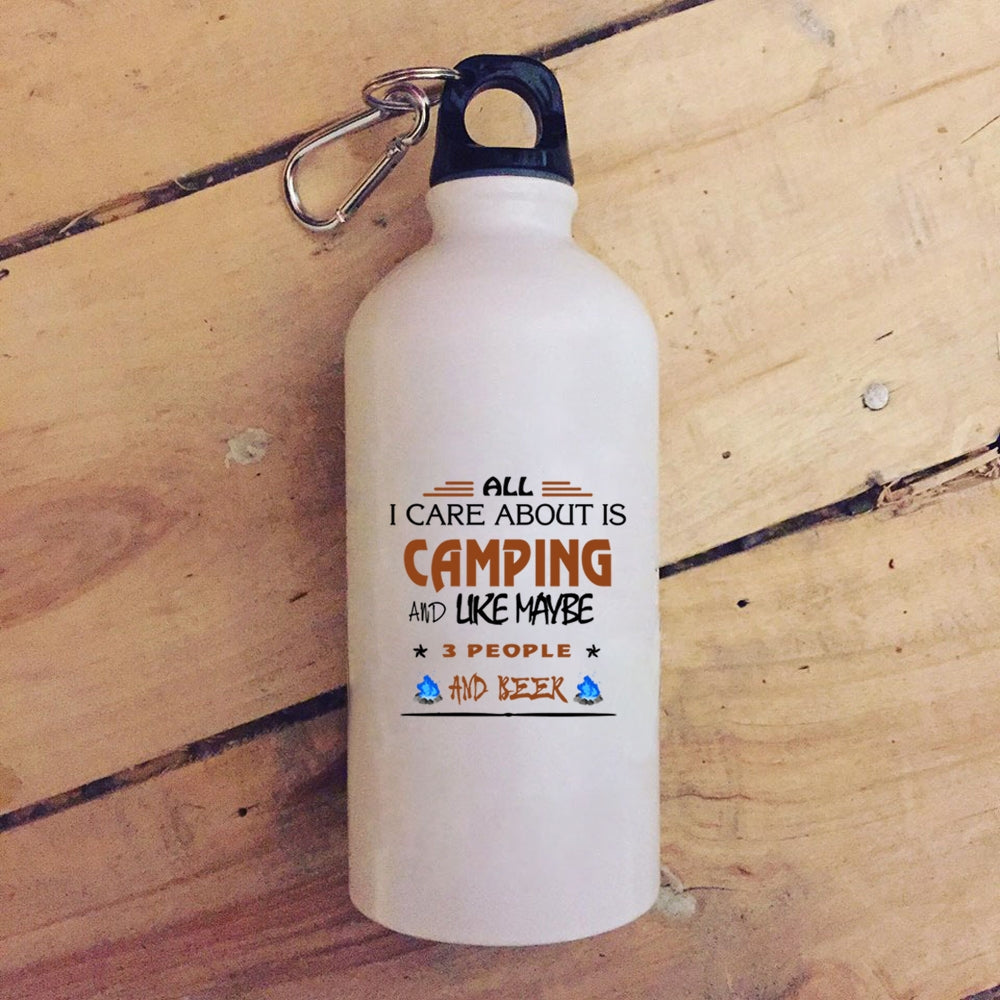 ALL
I CARE ABOUT IS
CAMPING
AND LIKE MAYBE
3 PEOPLE
AND BEER